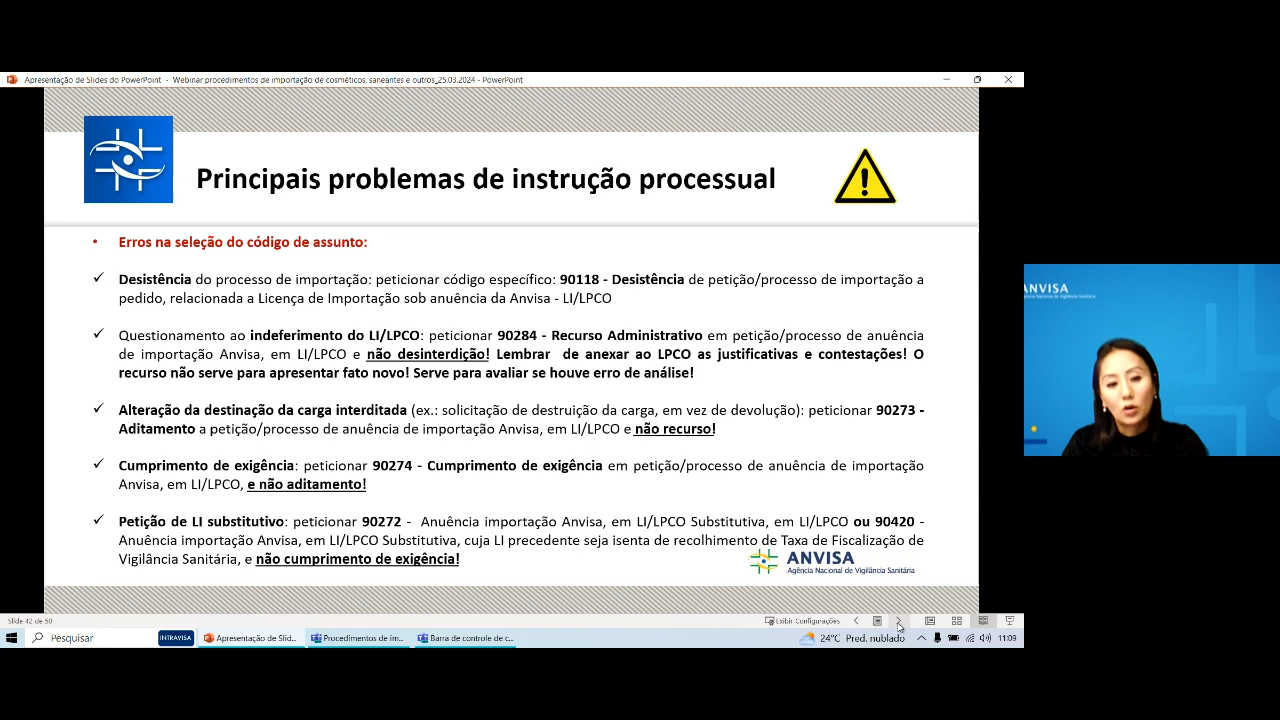 Apresentação de Slides do PowerPoint - Webinar procedimentos de importação de cosméticos, saneantes e outros_25.03.2024 - PowerPoint
Principais problemas de instrução processual
• Erros na seleção do código de assunto:
✓ Desistência do processo de importação: peticionar código específico: 90118 - Desistência de petição/processo de importação a
pedido, relacionada a Licença de Importação sob anuência da Anvisa - LI/LPCO
✓ Questionamento ao indeferimento do LI/LPCO: peticionar 90284 - Recurso Administrativo em petição/processo de anuência
de importação Anvisa, em LI/LPCO e não desinterdição! Lembrar de anexar ao LPCO as justificativas e contestações! O
recurso não serve para apresentar fato novo! Serve para avaliar se houve erro de análise!
✓ Alteração da destinação da carga interditada (ex.: solicitação de destruição da carga, em vez de devolução): peticionar 90273 -
Aditamento a petição/processo de anuência de importação Anvisa, em LI/LPCO e não recurso!
✓ Cumprimento de exigência: peticionar 90274 - Cumprimento de exigência em petição/processo de anuência de importação
Anvisa, em LI/LPCO, e não aditamento!
✓ Petição de LI substitutivo: peticionar 90272 - Anuência importação Anvisa, em LI/LPCO Substitutiva, em LI/LPCO ou 90420 -
Anuência importação Anvisa, em LI/LPCO Substitutiva, cuja LI precedente seja isenta de recolhimento de Taxa de Fiscalização de
Vigilância Sanitária, e não cumprimento de exigência!
ANVISA
Agência Nacional de Vigilância Sanitária
ANVISA
Agência Nacional de Vigilância Sanitária
Slide 42 de 50
Exibir Configurações
Pesquisar
INTRAVISA
Apresentação de Slid...
Procedimentos de im...
Barra de controle de c...
24°C Pred. nublado
11:09